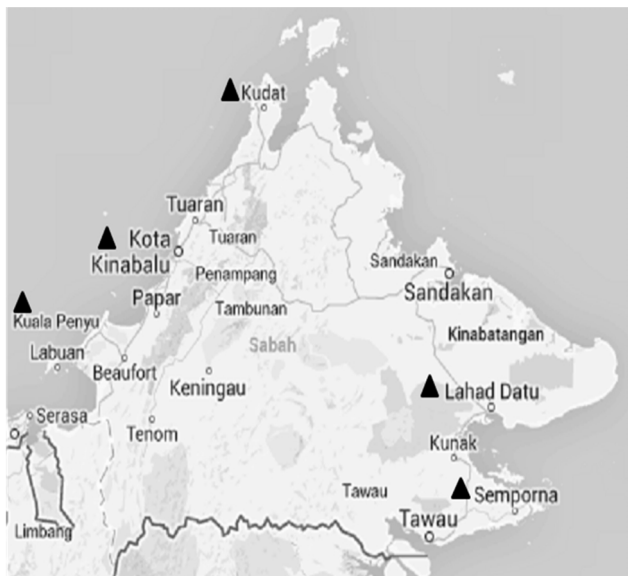 Kudat
Tuaran
Tuaran
Kota
Kinabalu
Penampang
Sandakan
Sandakan
Kuala Penyu
Papar
Tambunan
Kinabatangan
Labuan
Sabah
Beaufort
Keningau
Lahad Datu
Serasa
Tenom
Kunak
Tawau
Semporna
Limbang
Tawau